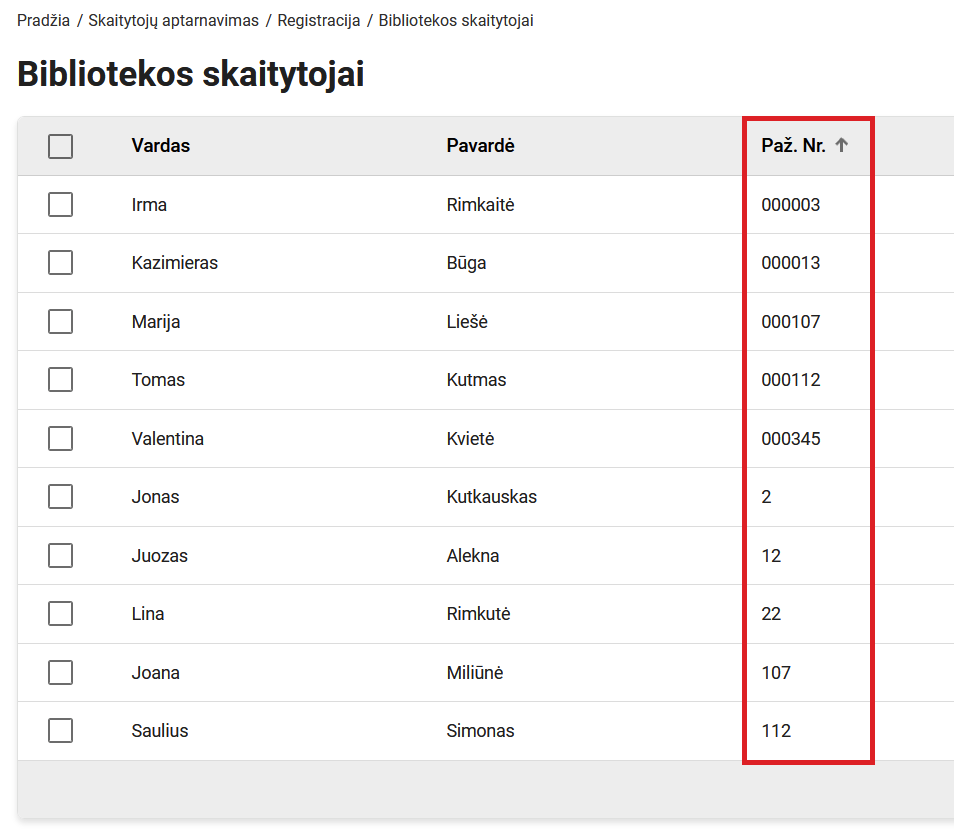 Pradžia / Skaitytojų aptarnavimas / Registracija / Bibliotekos skaitytojai
Bibliotekos skaitytojai
Vardas Pavardė Paž. Nr. ↑
Irma Rimkaitė 000003
Kazimieras Būga 000013
Marija Liešė 000107
Tomas Kutmas 000112
Valentina Kvietė 000345
Jonas Kutkauskas 2
Juozas Alekna 12
Lina Rimkutė 22
Joana Miliūnė 107
Saulius Simonas 112